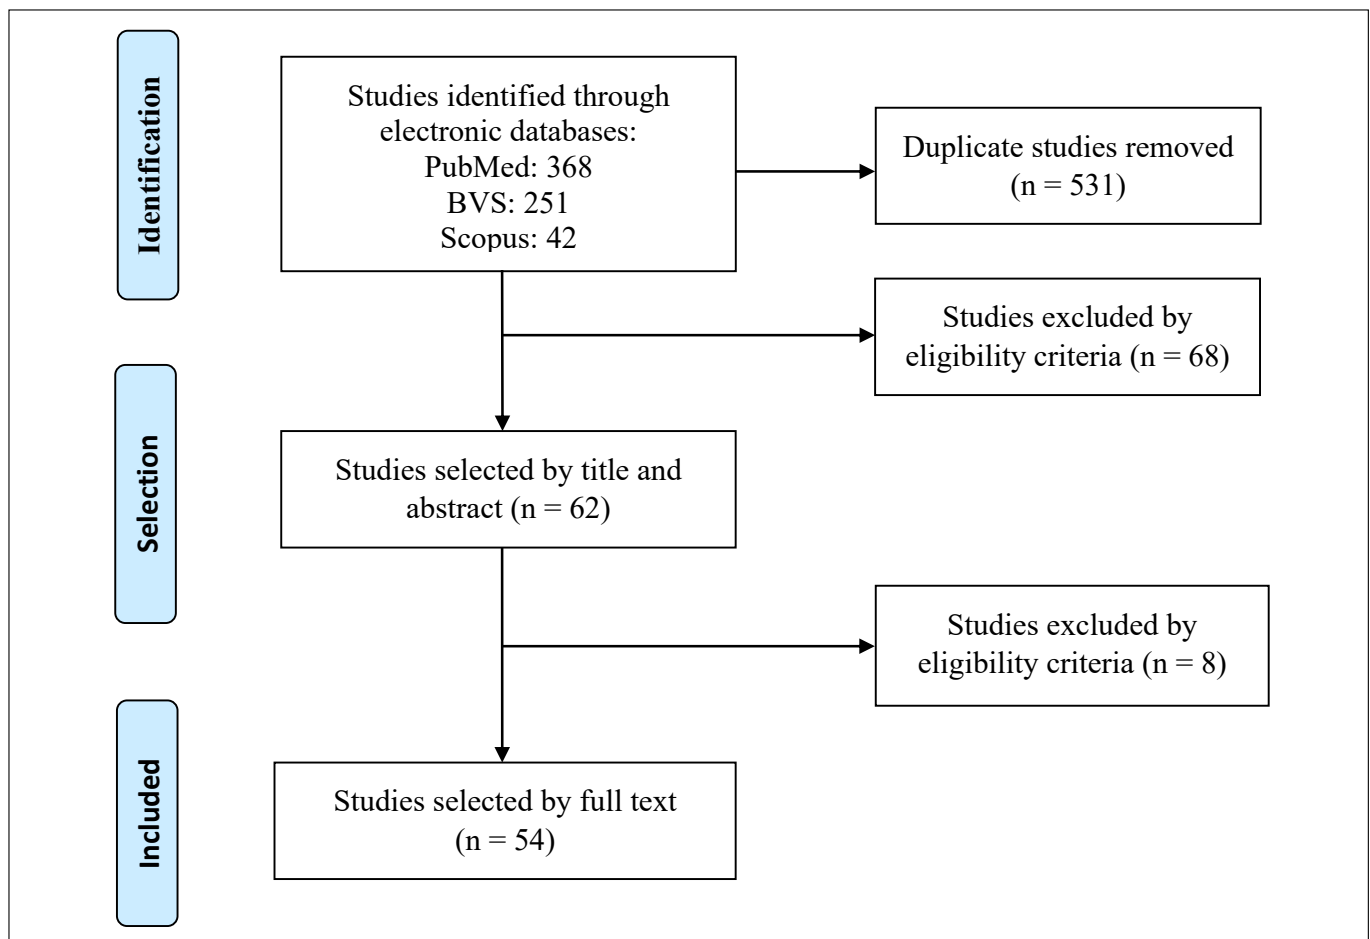 Identification
Studies identified through
electronic databases:
PubMed: 368
BVS: 251
Scopus: 42
Duplicate studies removed
(n = 531)
Studies excluded by
eligibility criteria (n = 68)
Selection
Studies selected by title and
abstract (n = 62)
Studies excluded by
eligibility criteria (n = 8)
Included
Studies selected by full text
(n = 54)